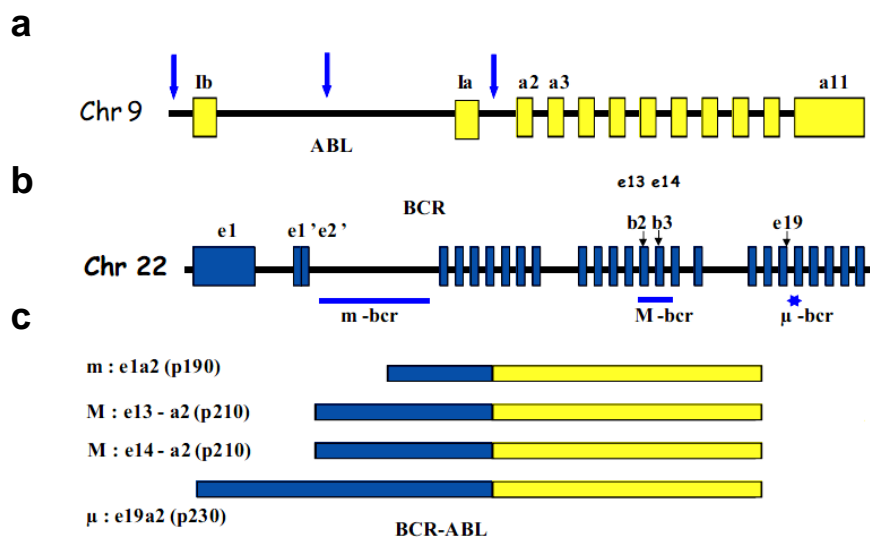 a
Ib
Ia
a2 a3
a11
Chr 9
ABL
b
e13 e14
BCR
e1
e1 ’e2 ’
b2 b3
e19
Chr 22
m -bcr
M -bcr
µ -bcr
c
m : e1a2 (p190)
M : e13 - a2 (p210)
M : e14 - a2 (p210)
µ : e19a2 (p230)
BCR-ABL